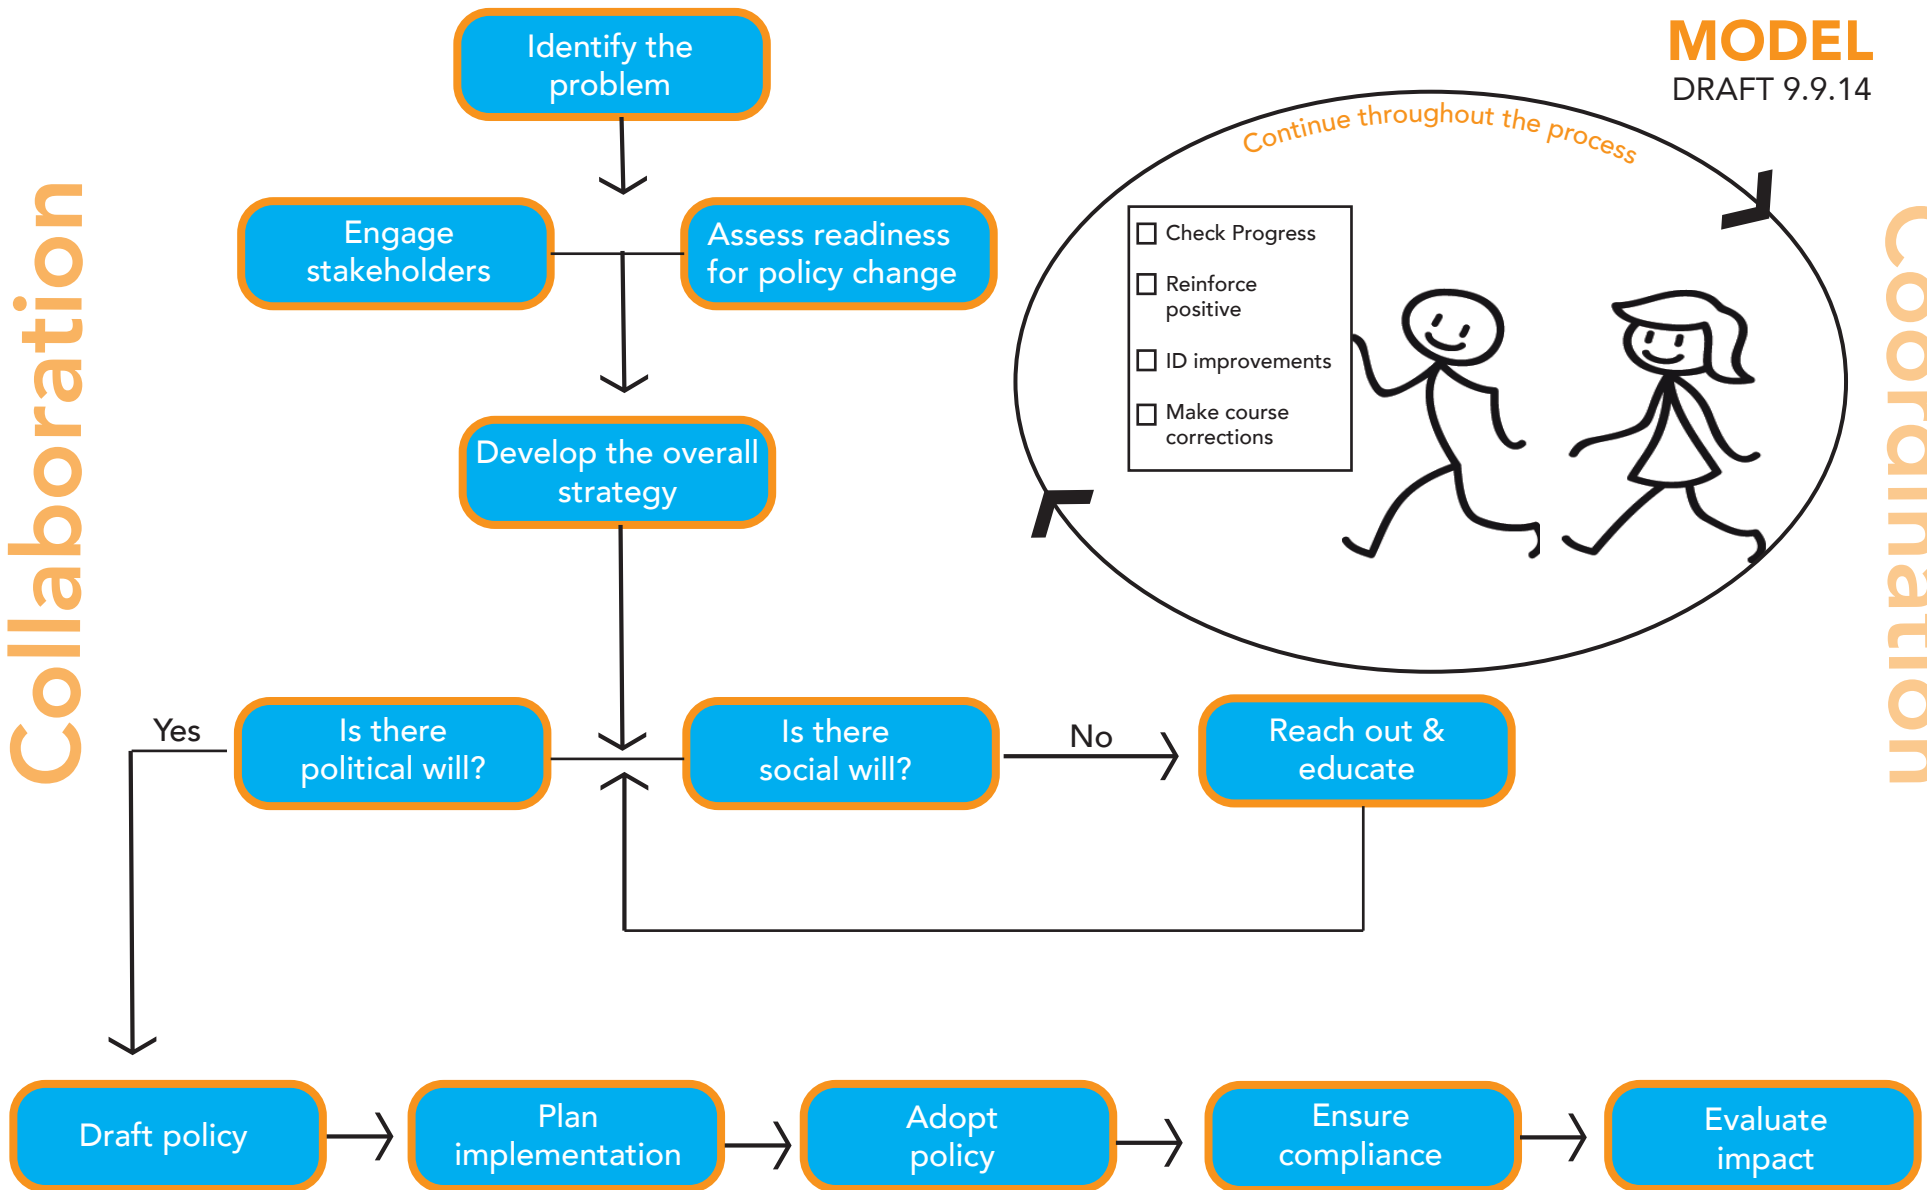 MODEL
DRAFT 9.9.14
Identify the
problem
Continue throughout the process
Collaboration
Coordination
Engage
stakeholders
Assess readiness
for policy change
Check Progress
Reinforce
positive
ID improvements
Make course
corrections
Develop the overall
strategy
Yes
Is there
political will?
Is there
social will?
No
Reach out &
educate
Draft policy
Plan
implementation
Adopt
policy
Ensure
compliance
Evaluate
impact